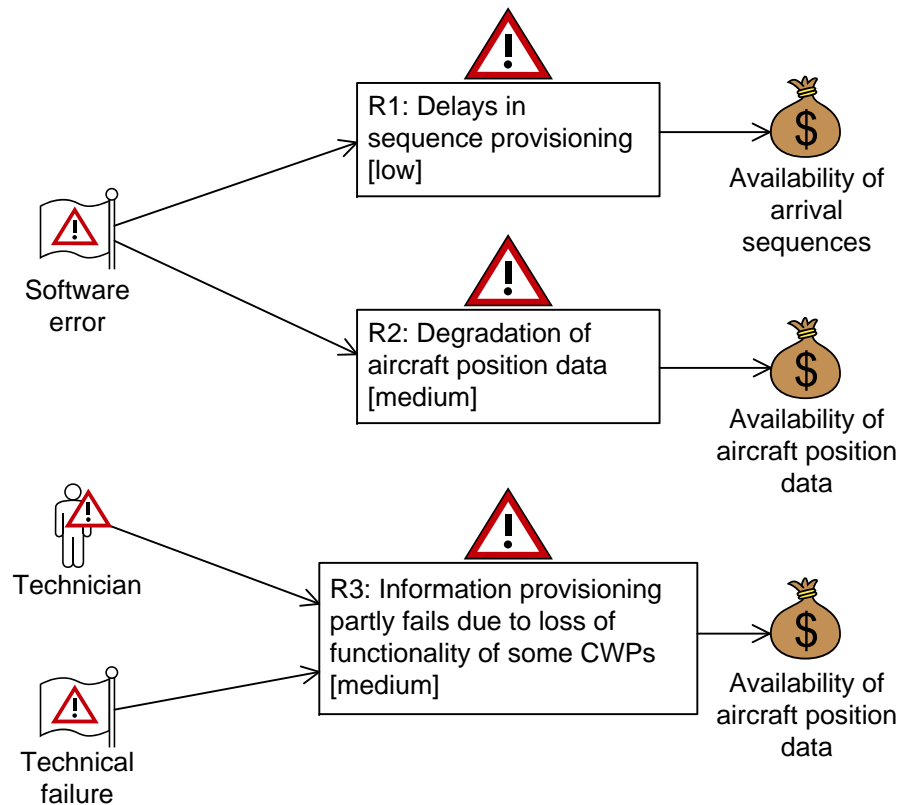 R1: Delays in
sequence provisioning
[low]
$
Availability of
arrival
sequences
Software
error
R2: Degradation of
aircraft position data
[medium]
$
Availability of
aircraft position
data
Technician
R3: Information provisioning
partly fails due to loss of
functionality of some CWPs
[medium]
$
Availability of
aircraft position
data
Technical
failure